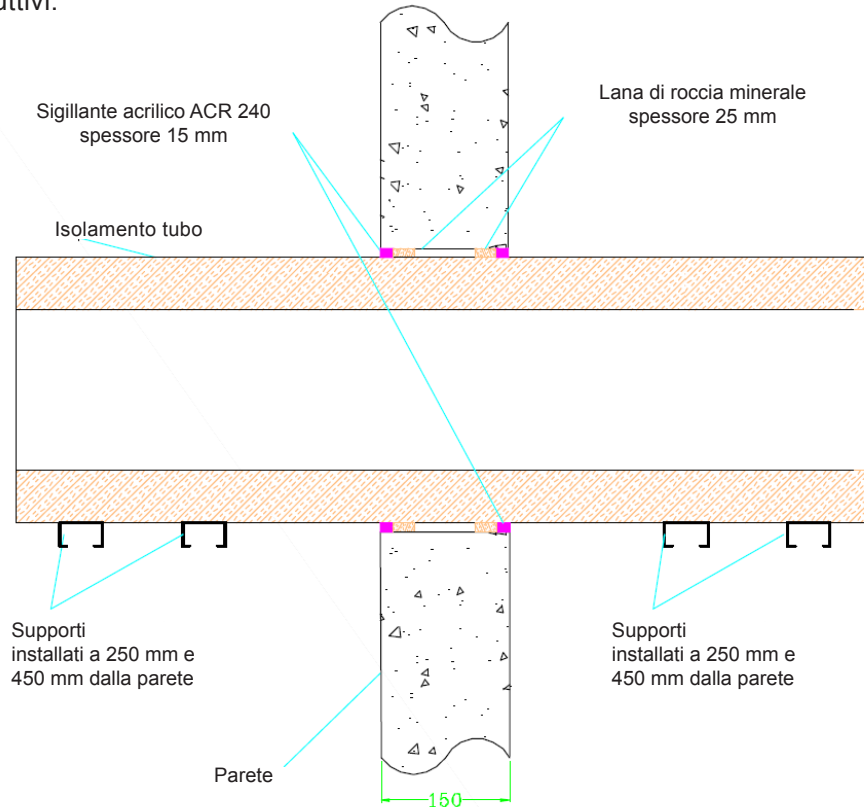 Sigillante acrilico ACR 240
spessore 15 mm
Lana di roccia minerale
spessore 25 mm
Isolamento tubo
Supporti
installati a 250 mm e
450 mm dalla parete
Supporti
installati a 250 mm e
450 mm dalla parete
Parete
150